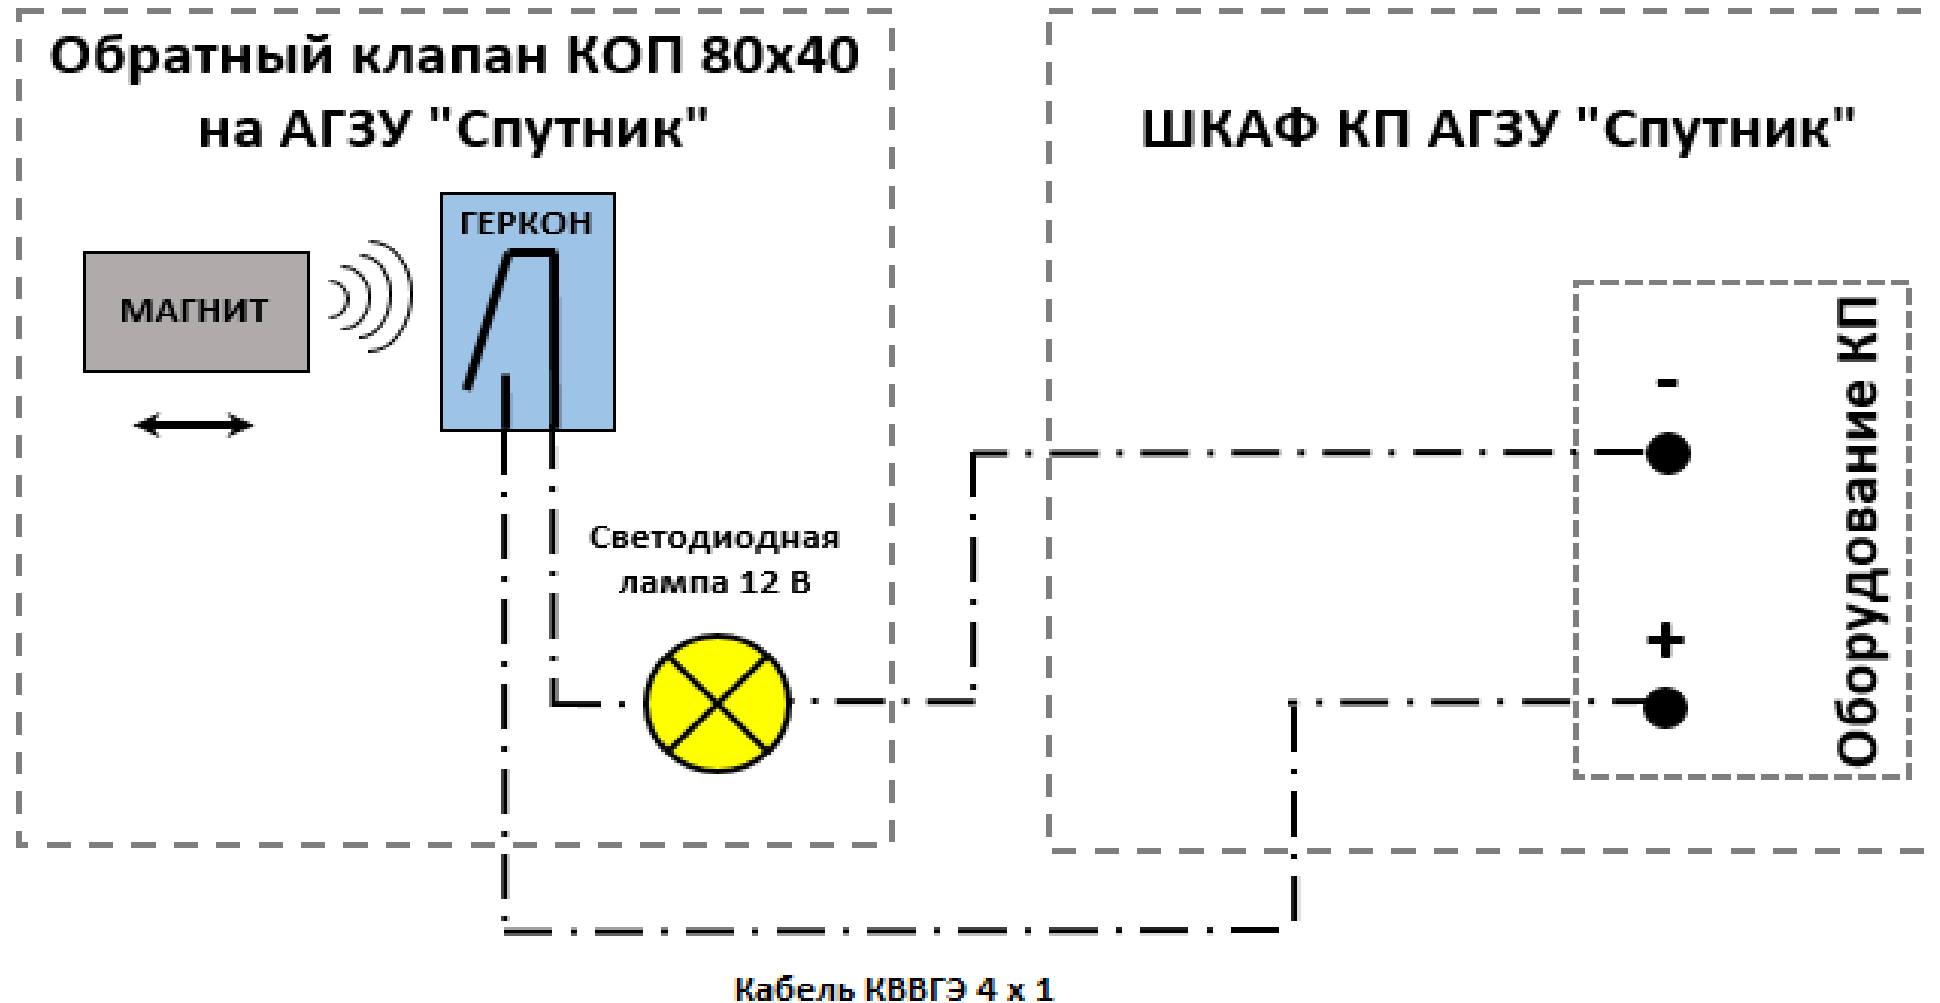 Обратный клапан КОП 80х40
на АГЗУ "Спутник"
ШКАФ КП АГЗУ "Спутник"
ГЕРКОН
МАГНИТ
Светодиодная
лампа 12 В
-
+
Оборудование КП
Кабель КВВГЭ 4 х 1